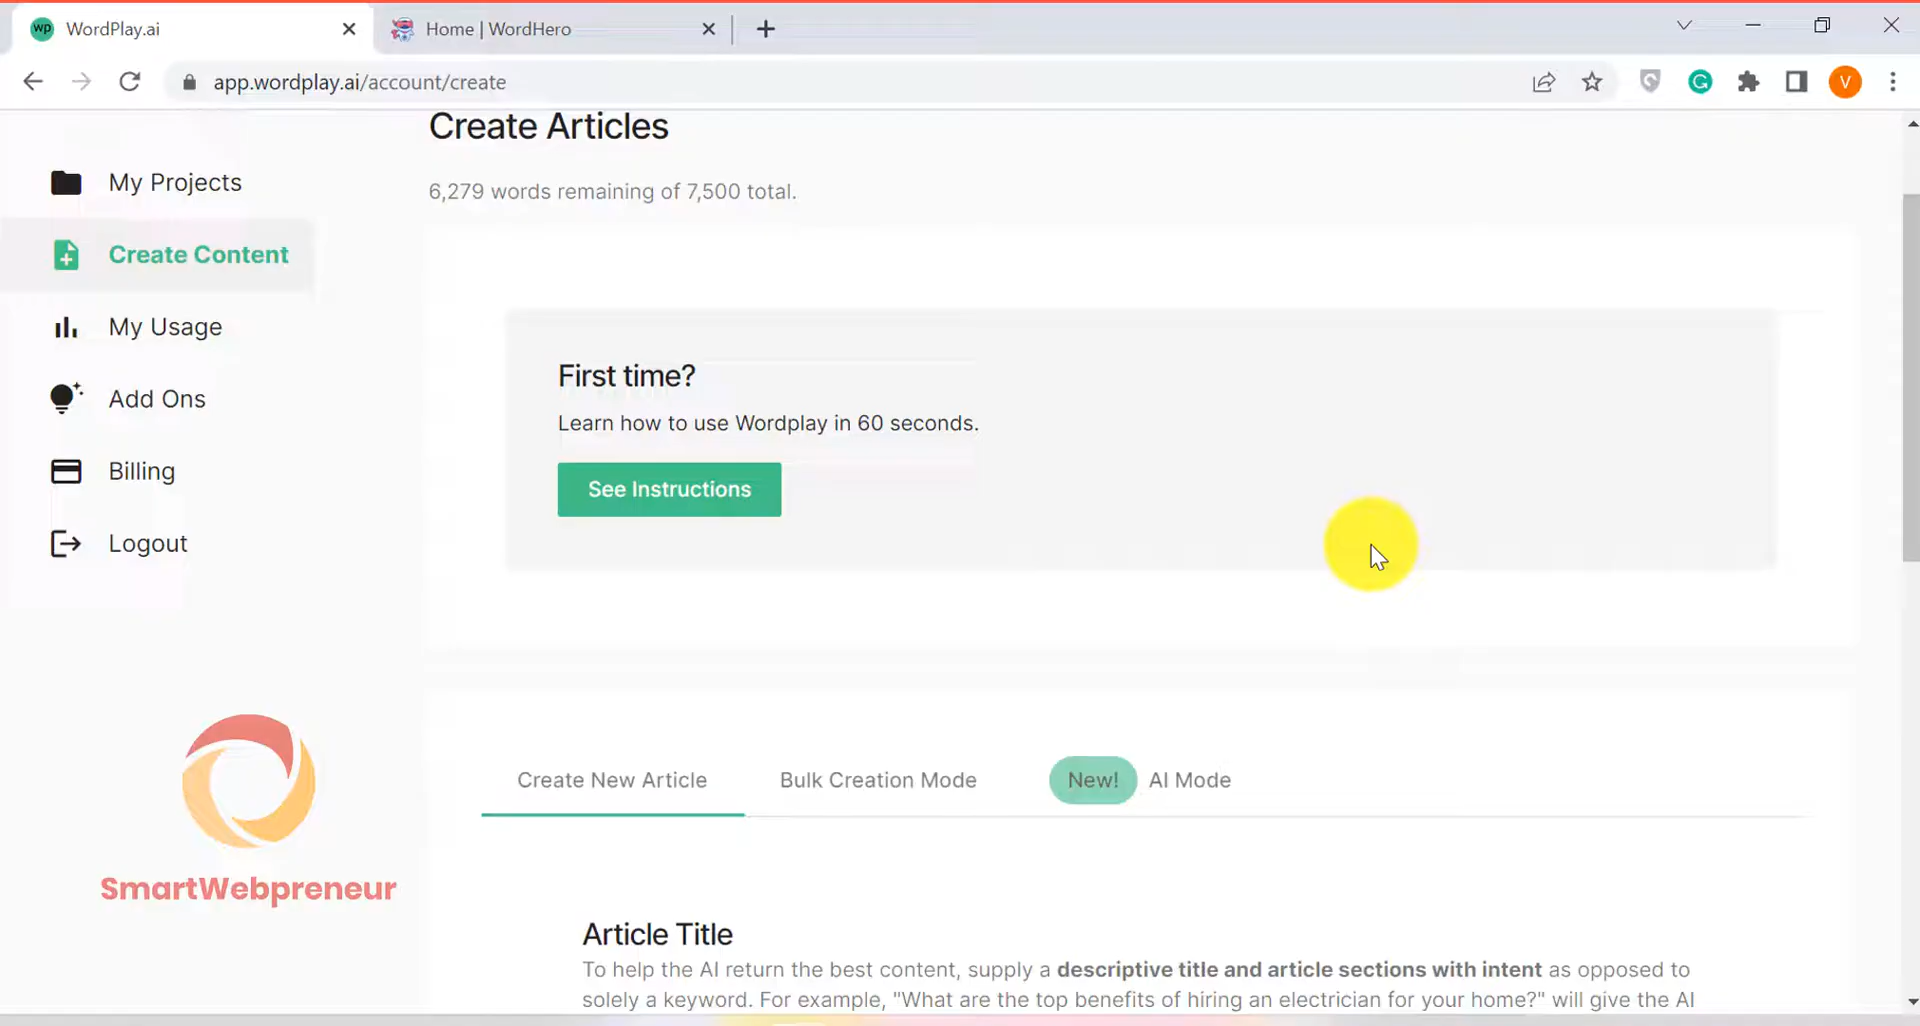 wp WordPlay.ai
Home | WordHero
app.wordplay.ai/account/create
V
Create Articles
6,279 words remaining of 7,500 total.
My Projects
Create Content
My Usage
Add Ons
Billing
Logout
First time?
Learn how to use Wordplay in 60 seconds.
See Instructions
SmartWebpreneur
Create New Article
Bulk Creation Mode
New! AI Mode
Article Title
To help the AI return the best content, supply a descriptive title and article sections with intent as opposed to
solely a keyword. For example, "What are the top benefits of hiring an electrician for your home?" will give the AI